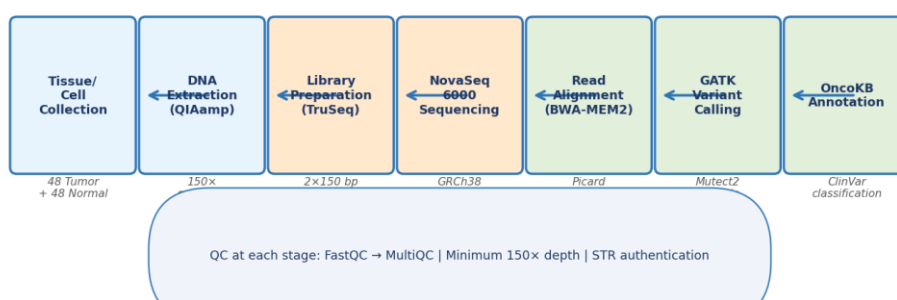 Tissue/
Cell
Collection
DNA
Extraction
(QIAamp)
Library
Preparation
(TruSeq)
NovaSeq
6000
Sequencing
Read
Alignment
(BWA-MEM2)
GATK
Variant
Calling
OncoKB
Annotation
48 Tumor
+ 48 Normal
150×
2×150 bp
GRCh38
Picard
Mutect2
ClinVar
classification
QC at each stage: FastQC → MultiQC | Minimum 150× depth | STR authentication